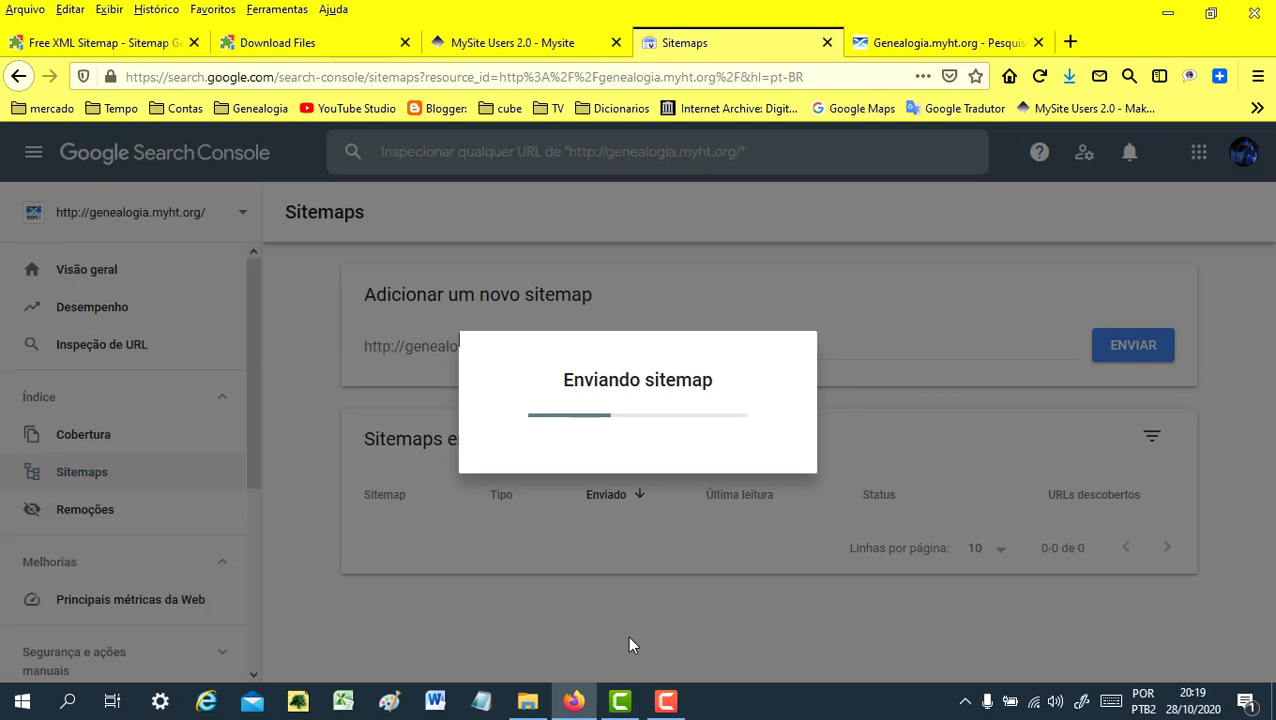 Arquivo Editar Exibir Histórico Favoritos Ferramentas Ajuda
Free XML Sitemap - Sitemap Ge
Download Files
MySite Users 2.0 - Mysite
Sitemaps
Genealogia.myht.org - Pesquis
https://search.google.com/search-console/sitemaps?resource_id=http%3A%2F%2Fgenealogia.myht.org%2F&hl=pt-BR
mercado Tempo Contas Genealogia YouTube Studio Blogger: cube TV Dicionarios Internet Archive: Digit... Google Maps Google Tradutor MySite Users 2.0 - Mak...
Google Search Console
Inspecionar qualquer URL de "http://genealogia.myht.org/"
http://genealogia.myht.org/
Sitemaps
Visão geral
Desempenho
Inspeção de URL
Índice
Cobertura
Sitemaps
Remoções
Melhorias
Principais métricas da Web
Segurança e ações
manuais
Adicionar um novo sitemap
http://genealo
ENVIAR
Enviando sitemap
Sitemaps e
Sitemap Tipo Enviado Última leitura Status URLs descobertos
Linhas por página: 10 0-0 de 0
POR
PTB2
20:19
28/10/2020
1